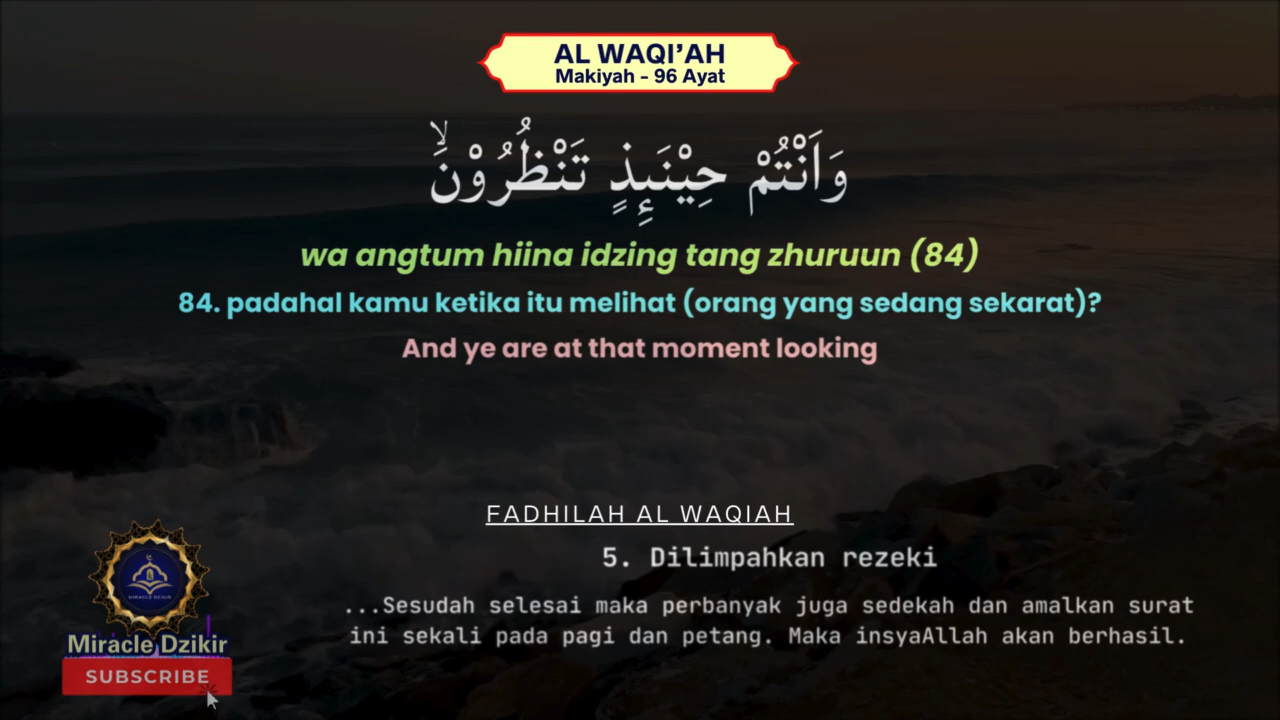 AL WAQI’AH
Makiyah - 96 Ayat
وَاَنْتُمْ حِيْنَىِٕذٍ تَنْظُرُوْنَۙ
wa angtum hiina idzing tang zhuruun (84)
84. padahal kamu ketika itu melihat (orang yang sedang sekarat)?
And ye are at that moment looking
FADHILAH AL WAQIAH
5. Dilimpahkan rezeki
...Sesudah selesai maka perbanyak juga sedekah dan amalkan surat
ini sekali pada pagi dan petang. Maka insyaAllah akan berhasil.
MIRACLE DZIKIR
Miracle Dzikir
SUBSCRIBE